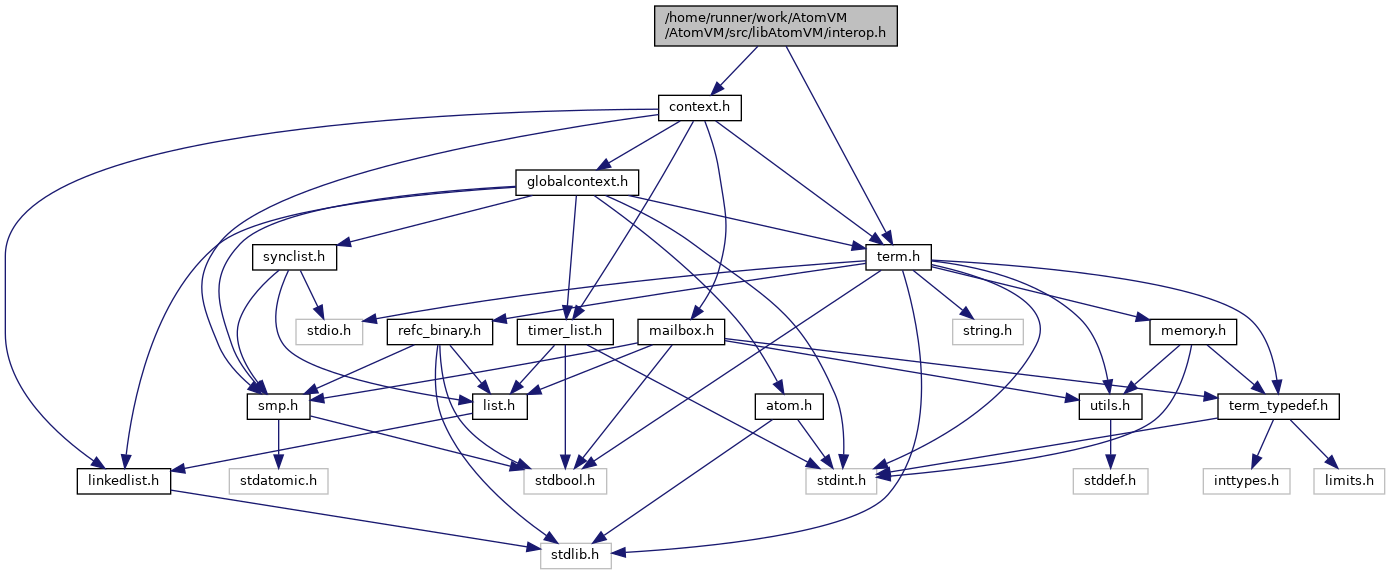 /home/runner/work/AtomVM
/AtomVM/src/libAtomVM/interop.h
context.h
globalcontext.h
synclist.h
term.h
stdio.h
refc_binary.h
timer_list.h
mailbox.h
string.h
memory.h
smp.h
list.h
atom.h
utils.h
term_typedef.h
linkedlist.h
stdatomic.h
stdbool.h
stdint.h
stddef.h
inttypes.h
limits.h
stdlib.h